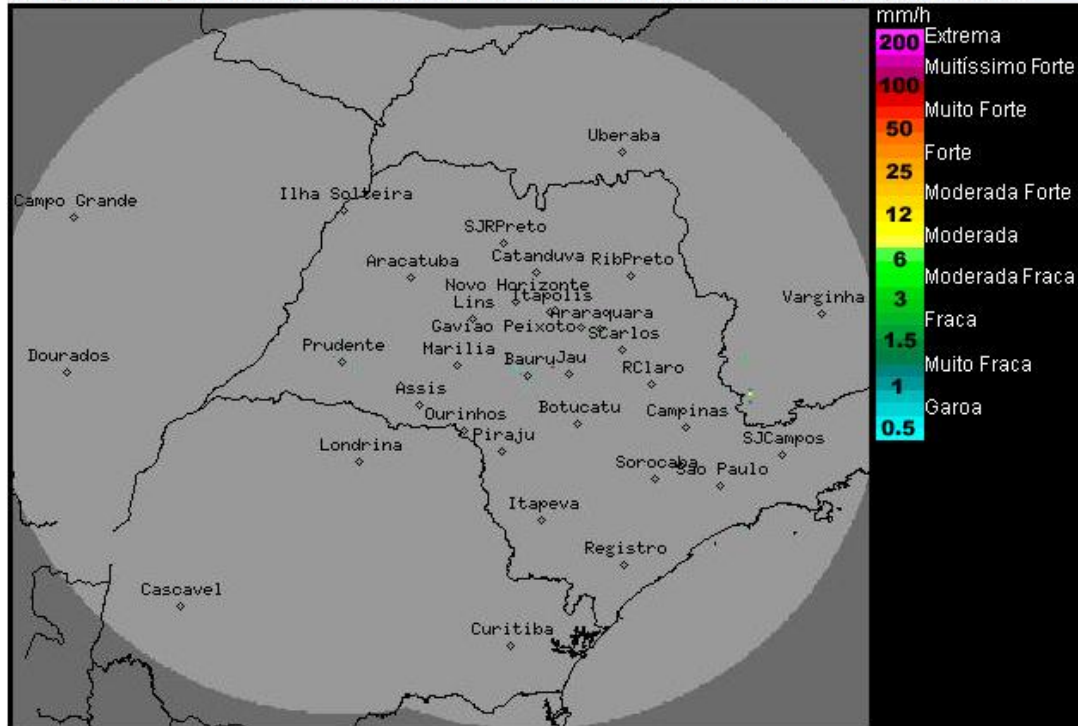 mm/h
200 Extrema
Muitíssimo Forte
100
Muito Forte
50
Forte
25
Moderada Forte
12
Moderada
6
Moderada Fraca
3
Fraca
1.5
Muito Fraca
1
Garoa
0.5
Uberaba
Campo Grande
Ilha Solteira
SJRPreto
Catanduva
RibPreto
Aracatuba
Novo Horizonte
Itapolis
Lins
Araraquara
Varginha
Gaviao Peixoto
SCarlos
Prudente
Marilia
Bauru
Jau
Dourados
RClaro
Assis
Ourinhos
Botucatu
Campinas
Piraju
Londrina
SJCampos
Sorocaba
Sao Paulo
Itapeva
Registro
Cascavel
Curitiba